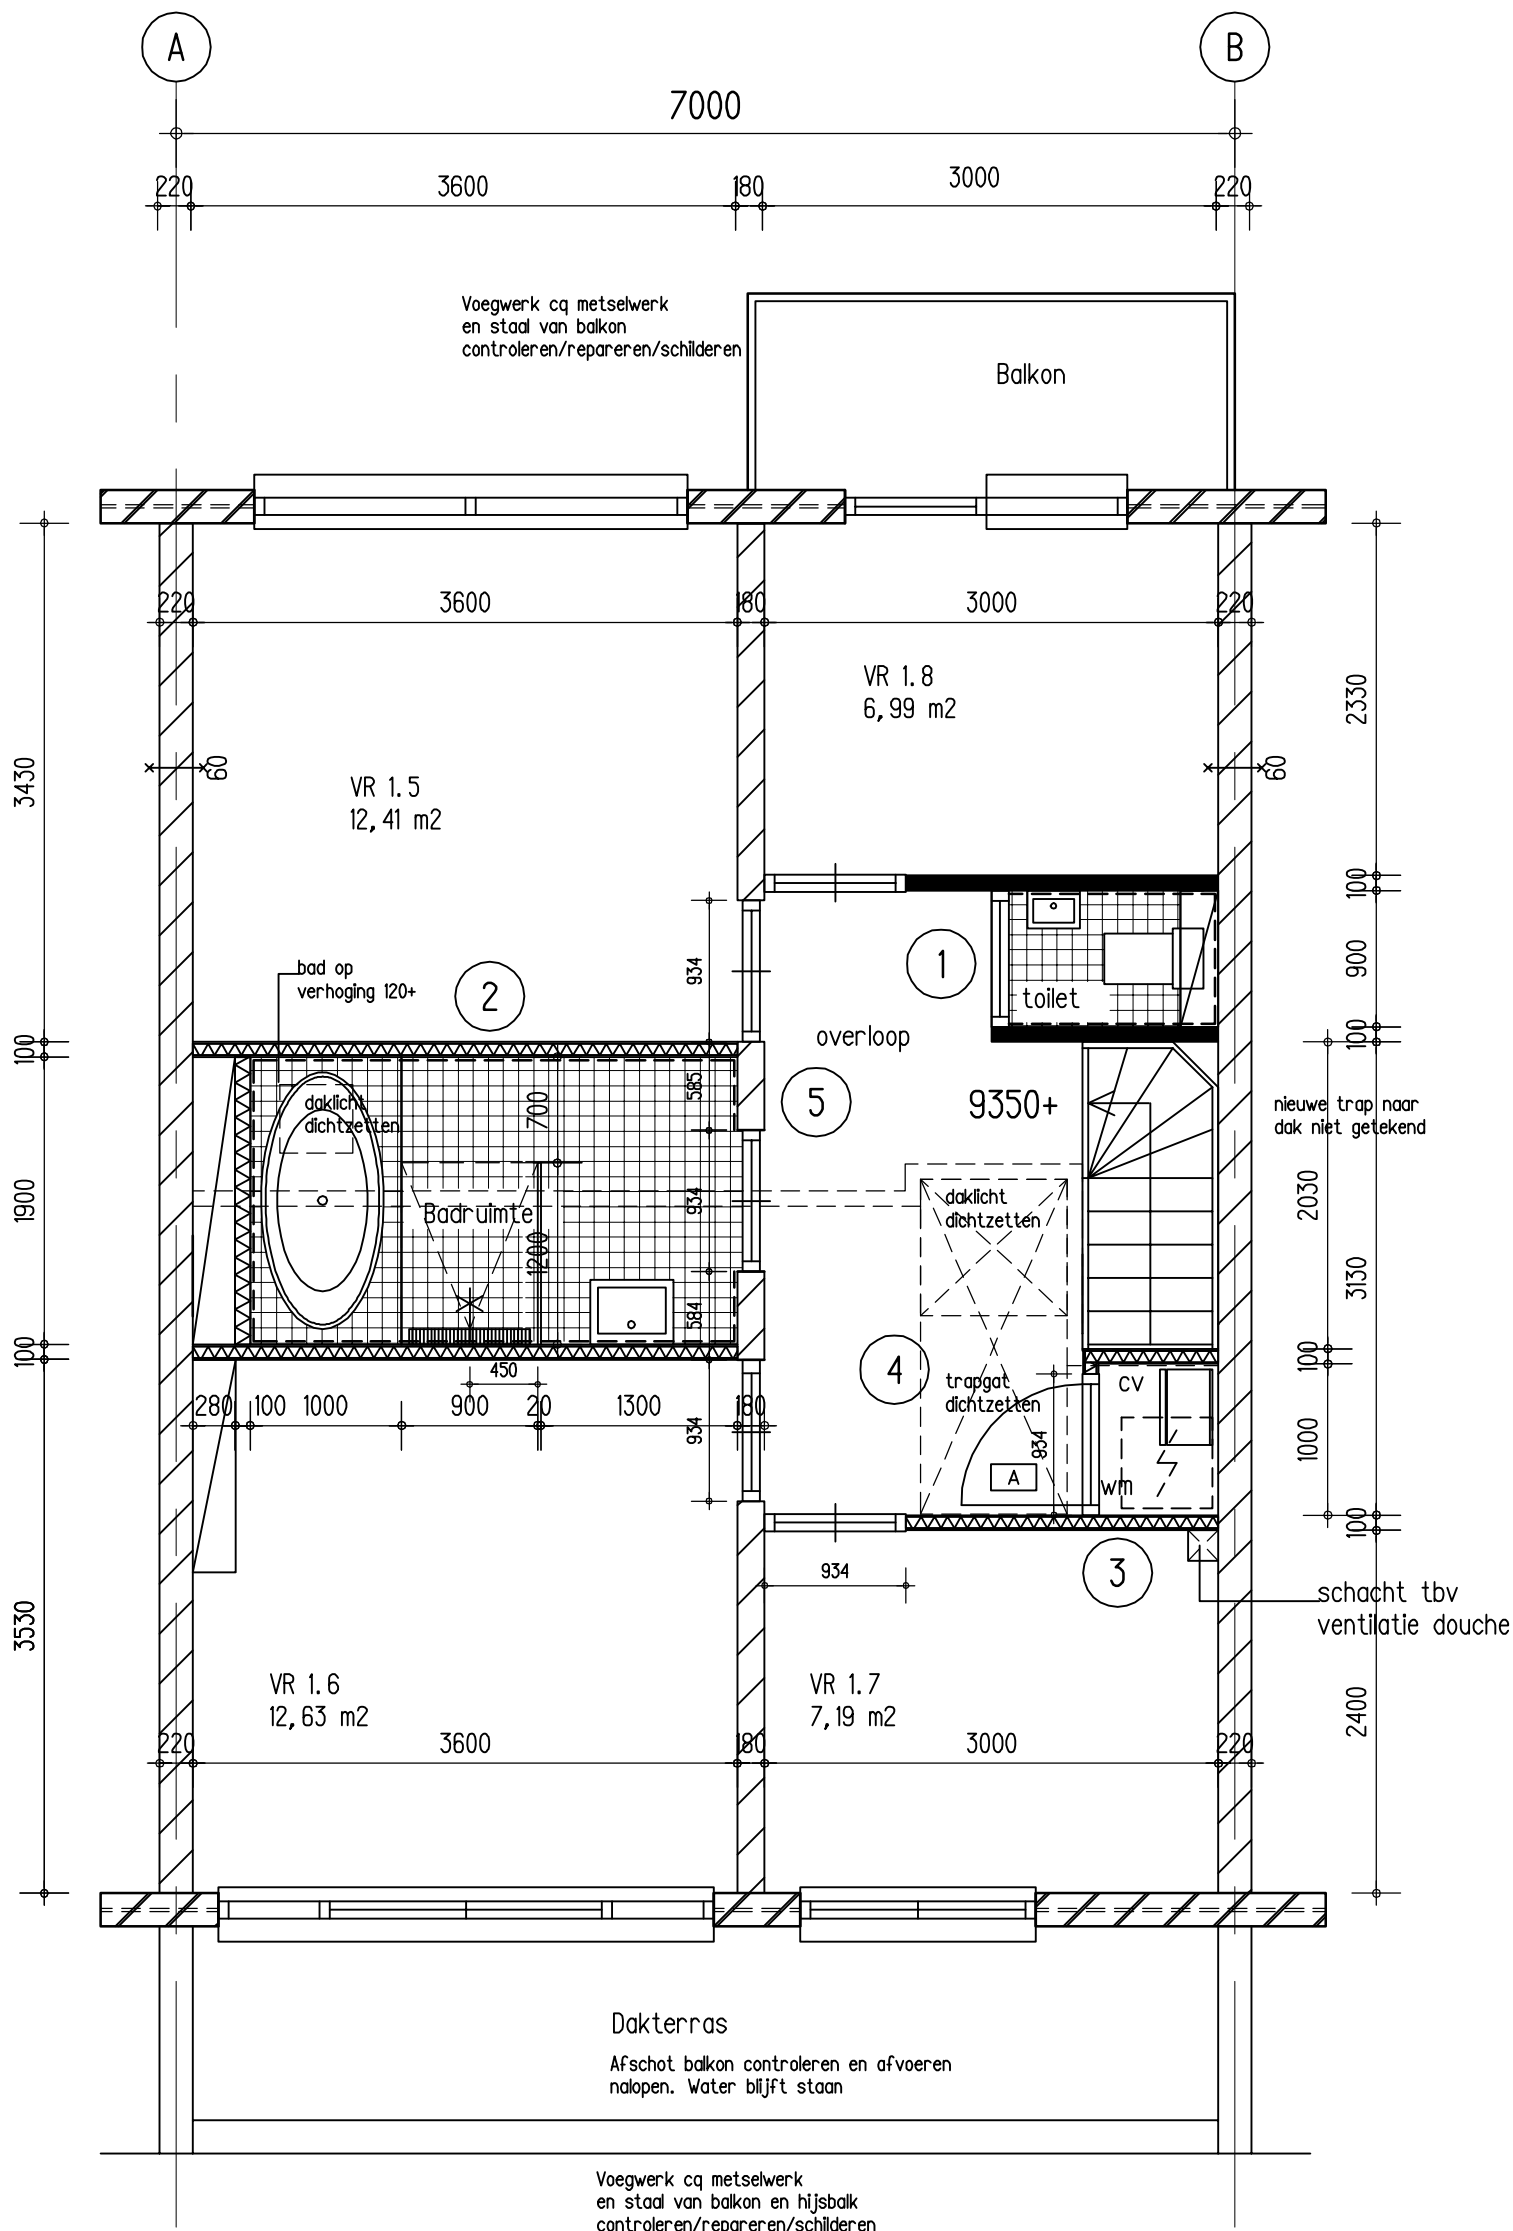 A
B
7000
220
3600
180
3000
220
Voegwerk cq metselwerk
en staal van balkon
controleren/repareren/schilderen
Balkon
220
3600
180
3000
220
VR 1.8
6,99 m2
2330
60
60
3430
VR 1.5
12,41 m2
100
bad op
verhoging 120+
2
934
1
toilet
900
overloop
100
100
585
daklicht
dichtzetten
700
5
9350+
nieuwe trap naar
dak niet getekend
1900
934
Badruimte
1200
daklicht
dichtzetten
2030
3130
584
100
450
4
100
trapgat
dichtzetten
cv
280
100
1000
900
20
1300
180
934
934
1000
A
wm
100
934
3
schacht tbv
ventilatie douche
3530
VR 1.6
12,63 m2
VR 1.7
7,19 m2
2400
220
3600
180
3000
220
Dakterras
Afschot balkon controleren en afvoeren
nalopen. Water blijft staan
Voegwerk cq metselwerk
en staal van balkon en hijsbalk
controleren/repareren/schilderen